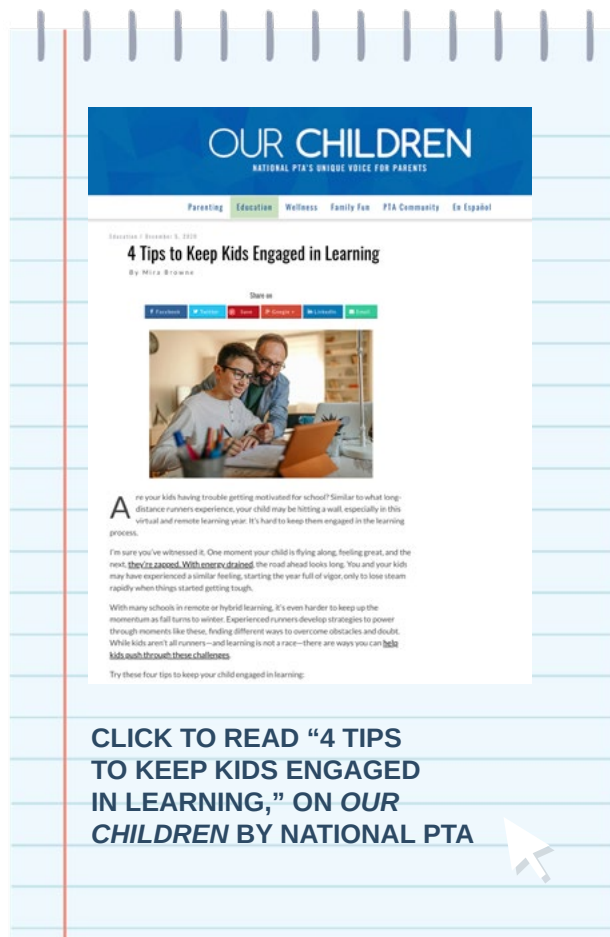 OUR CHILDREN
NATIONAL PTA'S UNIQUE VOICE FOR PARENTS
Parenting Education Wellness Family Fun PTA Community En Español
Education / December 5, 2020
4 Tips to Keep Kids Engaged in Learning
By Mira Browne
Share on
Facebook Twitter Save Google + LinkedIn Email
Are your kids having trouble getting motivated for school? Similar to what long-
distance runners experience, your child may be hitting a wall, especially in this
virtual and remote learning year. It's hard to keep them engaged in the learning
process.
I'm sure you've witnessed it. One moment your child is flying along, feeling great, and the
next, they're zapped. With energy drained, the road ahead looks long. You and your kids
may have experienced a similar feeling, starting the year full of vigor, only to lose steam
rapidly when things started getting tough.
With many schools in remote or hybrid learning, it's even harder to keep up the
momentum as fall turns to winter. Experienced runners develop strategies to power
through moments like these, finding different ways to overcome obstacles and doubt.
While kids aren't all runners—and learning is not a race—there are ways you can help
kids push through these challenges.
Try these four tips to keep your child engaged in learning:
CLICK TO READ “4 TIPS
TO KEEP KIDS ENGAGED
IN LEARNING,” ON OUR
CHILDREN BY NATIONAL PTA